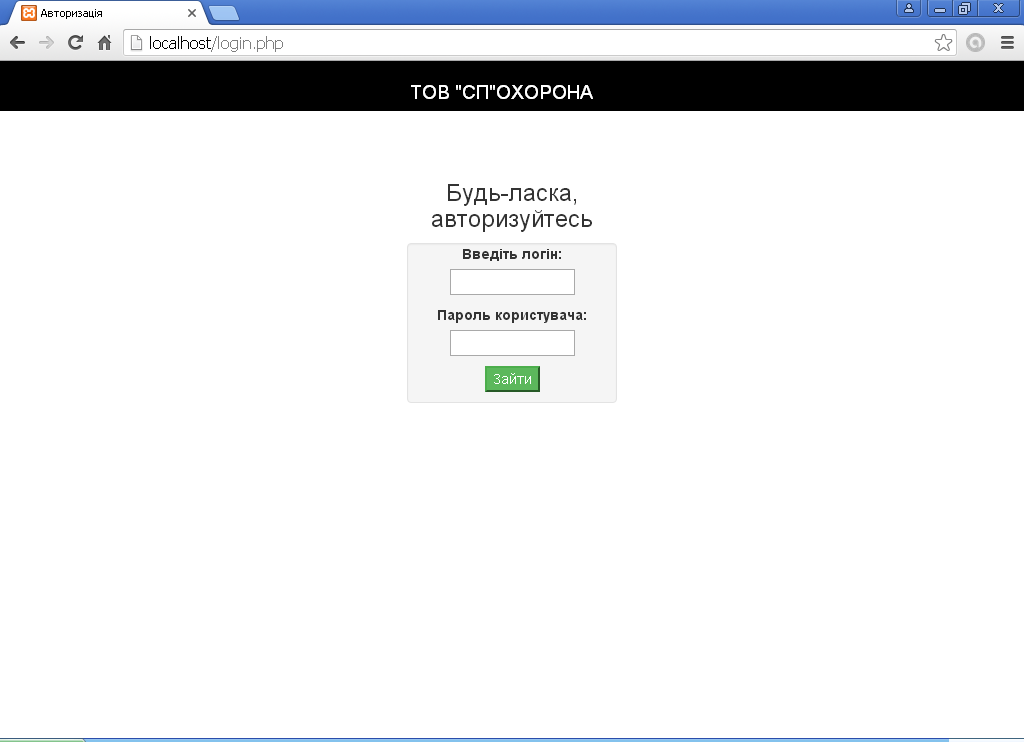 Авторизація
localhost/login.php
ТОВ "СП"ОХОРОНА
Будь-ласка,
авторизуйтесь
Введіть логін:
Пароль користувача:
Зайти